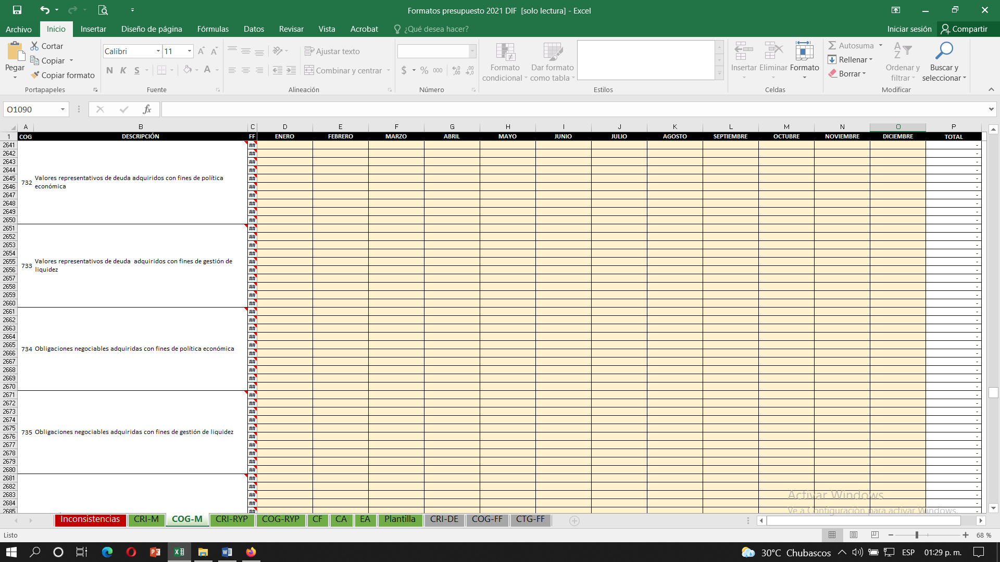 Formatos presupuesto 2021 DIF [solo lectura] - Excel
Archivo Inicio Insertar Diseño de página Fórmulas Datos Revisar Vista Acrobat ¿Qué desea hacer? Iniciar sesión Compartir
Pegar Cortar Copiar Copiar formato
Calibri 11
N K S
Ajustar texto
Combinar y centrar
$ % 000
Formato condicional Dar formato como tabla
Insertar Eliminar Formato
Autosuma Rellenar Borrar
Ordenar y filtrar Buscar y seleccionar
Portapapeles Fuente Alineación Número Estilos Celdas Modificar
O1090 fx
A B C D E F G H I J K L M N O P
1 COG DESCRIPCIÓN FF ENERO FEBRERO MARZO ABRIL MAYO JUNIO JULIO AGOSTO SEPTIEMBRE OCTUBRE NOVIEMBRE DICIEMBRE TOTAL
2641 ## -
2642 ## -
2643 ## -
2644 ## -
2645 ## -
732 Valores representativos de deuda adquiridos con fines de política
económica
2646 ## -
2647 ## -
2648 ## -
2649 ## -
2650 ## -
2651 ## -
2652 ## -
2653 ## -
2654 ## -
2655 ## -
733 Valores representativos de deuda  adquiridos con fines de gestión de
liquidez
2656 ## -
2657 ## -
2658 ## -
2659 ## -
2660 ## -
2661 ## -
2662 ## -
2663 ## -
2664 ## -
2665 ## -
734 Obligaciones negociables adquiridas con fines de política económica
2666 ## -
2667 ## -
2668 ## -
2669 ## -
2670 ## -
2671 ## -
2672 ## -
2673 ## -
2674 ## -
2675 ## -
735 Obligaciones negociables adquiridas con fines de gestión de liquidez
2676 ## -
2677 ## -
2678 ## -
2679 ## -
2680 ## -
2681 ## -
2682 ## -
2683 ## -
2684 ## -
2685 ## -
Activar Windows
Ve a Configuración para activar Windows.
Inconsistencias CRI-M COG-M CRI-RYP COG-RYP CF CA EA Plantilla CRI-DE COG-FF CTG-FF
Listo 68 %
30°C Chubascos ESP 01:29 p. m.